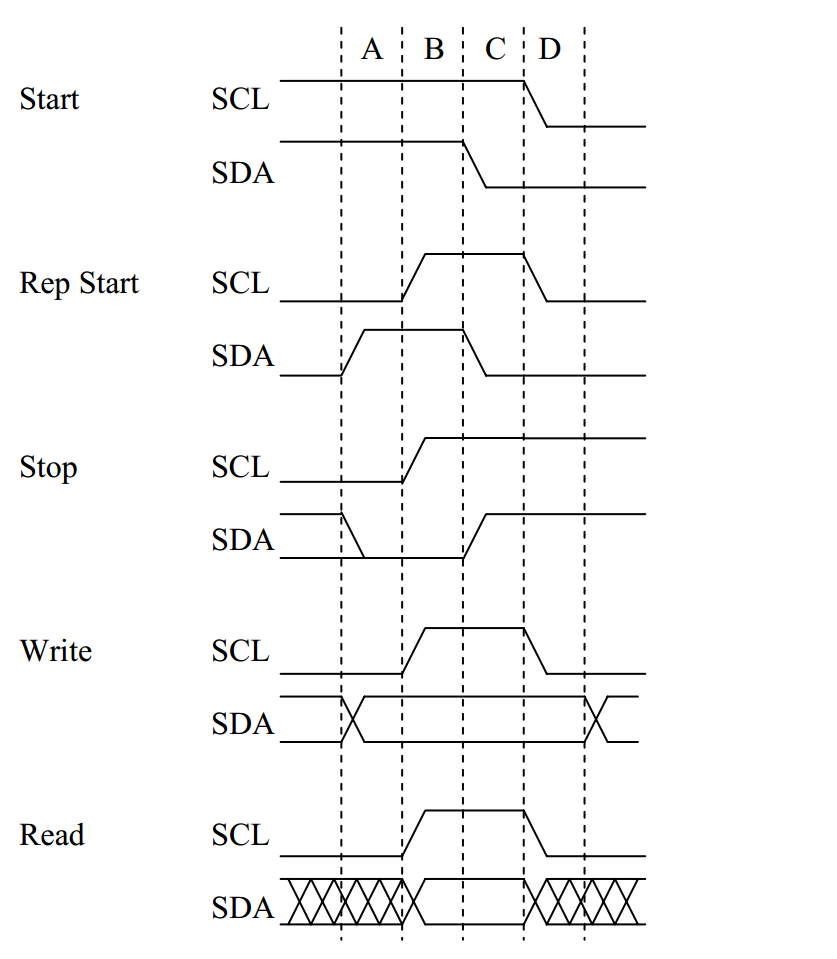 A B C D
Start SCL
SDA
Rep Start SCL
SDA
Stop SCL
SDA
Write SCL
SDA
Read SCL
SDA